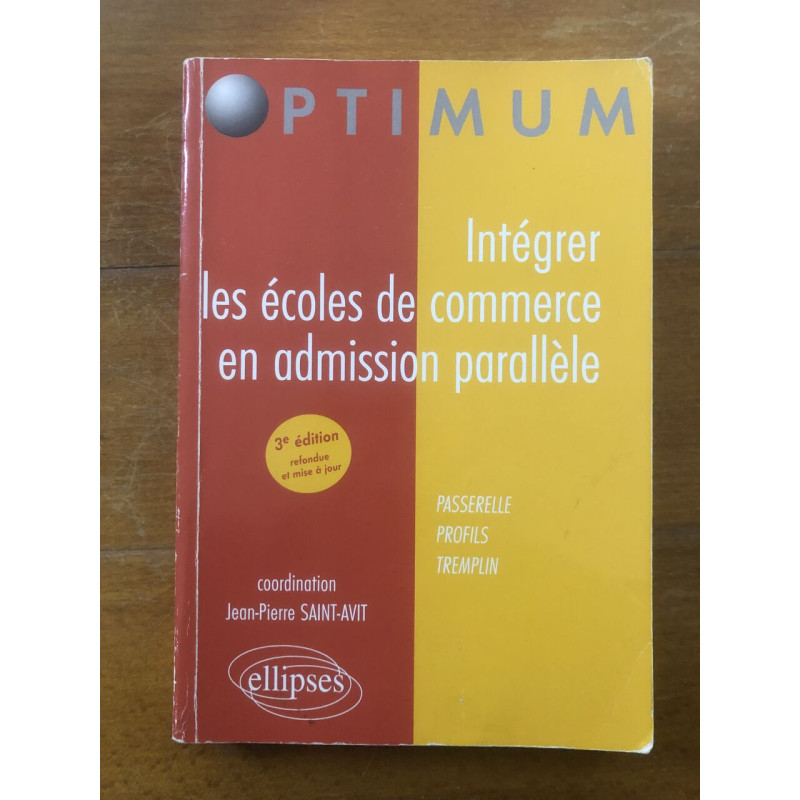 OPTIMUM
Intégrer
les écoles de commerce
en admission parallèle
3e édition
refondue
et mise à jour
PASSERELLE
PROFILS
TREMPLIN
coordination
Jean-Pierre SAINT-AVIT
ellipses